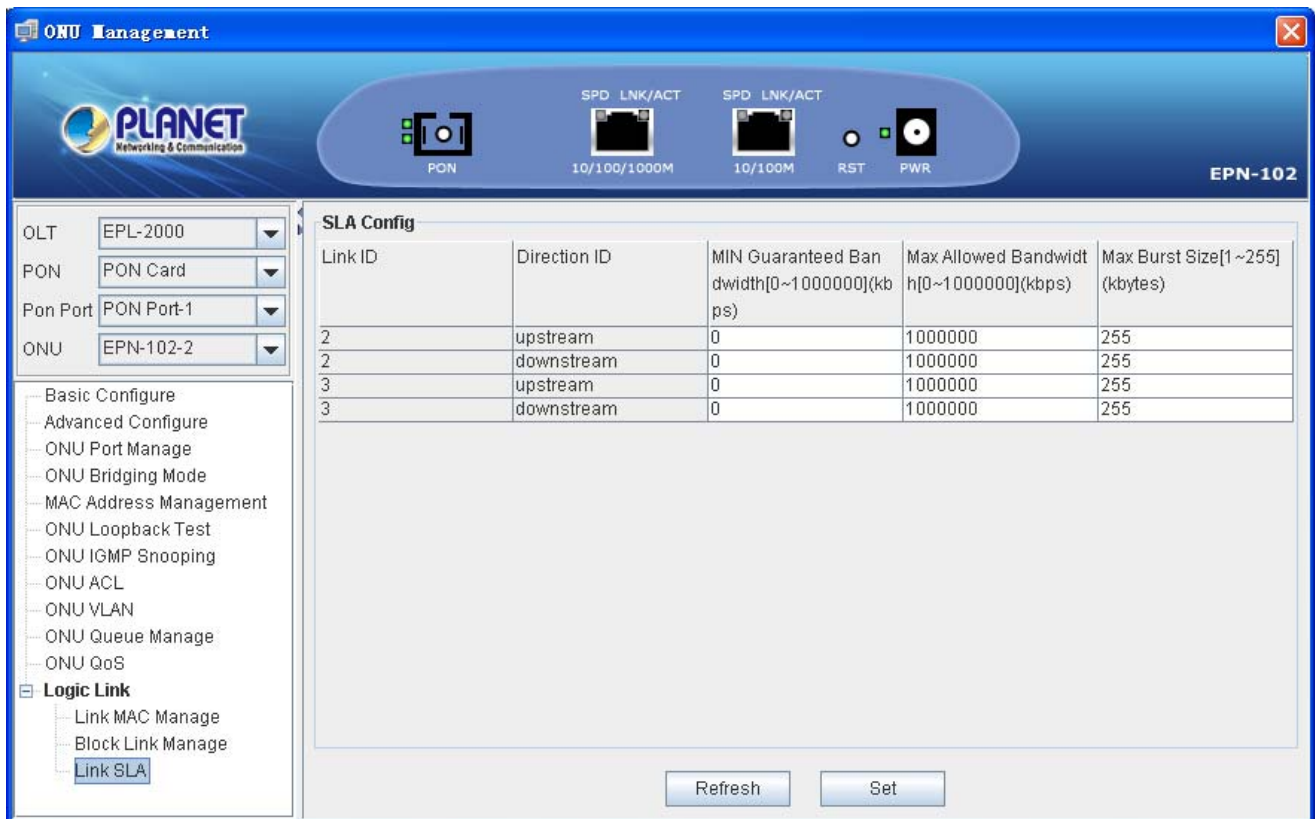 ONU Management
PLANET
Networking & Communication
SPD LNK/ACT
SPD LNK/ACT
PON
10/100/1000M
10/100M
RST
PWR
EPN-102
OLT
EPL-2000
PON
PON Card
Pon Port
PON Port-1
ONU
EPN-102-2
Basic Configure
Advanced Configure
ONU Port Manage
ONU Bridging Mode
MAC Address Management
ONU Loopback Test
ONU IGMP Snooping
ONU ACL
ONU VLAN
ONU Queue Manage
ONU QoS
Logic Link
Link MAC Manage
Block Link Manage
Link SLA
SLA Config
Link ID
Direction ID
MIN Guaranteed Ban
dwidth[0~1000000](kb
ps)
Max Allowed Bandwidt
h[0~1000000](kbps)
Max Burst Size[1~255]
(kbytes)
2 upstream 0 1000000 255
2 downstream 0 1000000 255
3 upstream 0 1000000 255
3 downstream 0 1000000 255
Refresh
Set